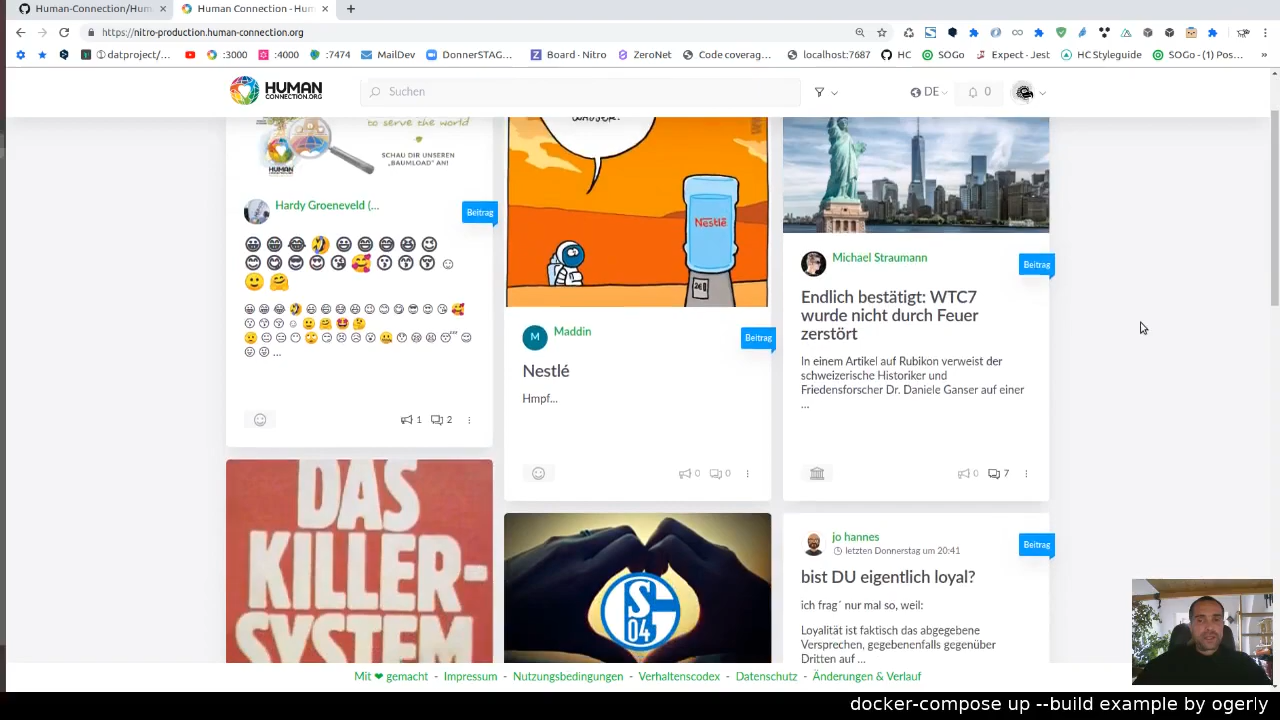 Human-Connection/Hum
Human Connection - Hum
https://nitro-production.human-connection.org
①datproject/...
:3000
:4000
:7474
MailDev
DonnerSTAG...
Board · Nitro
ZeroNet
Code coverag...
localhost:7687
HC
SOGo
Expect · Jest
HC Styleguide
SOGo - (1) Pos...
»
HUMAN
CONNECTION.ORG
Suchen
DE
0
to serve the world
SCHAU DIR UNSEREN
„BAUMLOAD“ AN!
HUMAN
Hardy Groeneveld (...
Beitrag
...
1
2
Nestlé
M
Maddin
Beitrag
Nestlé
Hmpf...
0
0
Michael Straumann
Beitrag
Endlich bestätigt: WTC7
wurde nicht durch Feuer
zerstört
In einem Artikel auf Rubikon verweist der
schweizerische Historiker und
Friedensforscher Dr. Daniele Ganser auf einer
...
0
7
DAS
KILLER-
SYSTEM
S
04
jo hannes
letzten Donnerstag um 20:41
Beitrag
bist DU eigentlich loyal?
ich frag´ nur mal so, weil:
Loyalität ist faktisch das abgegebene
Versprechen, gegebenenfalls gegenüber
Dritten auf ...
Mit ❤ gemacht - Impressum - Nutzungsbedingungen - Verhaltenscodex - Datenschutz - Änderungen & Verlauf
docker-compose up --build example by ogerly